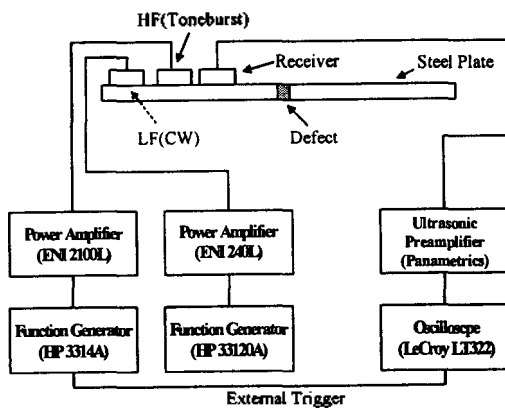 HF(Toneburst)
Receiver
Steel Plate
LF(CW)
Defect
Power Amplifier
(ENI 2100L)
Power Amplifier
(ENI 240L)
Ultrasonic
Preamplifier
(Panametrics)
Function Generator
(HP 3314A)
Function Generator
(HP 33120A)
Oscilloscpe
(LeCroy LT322)
External Trigger